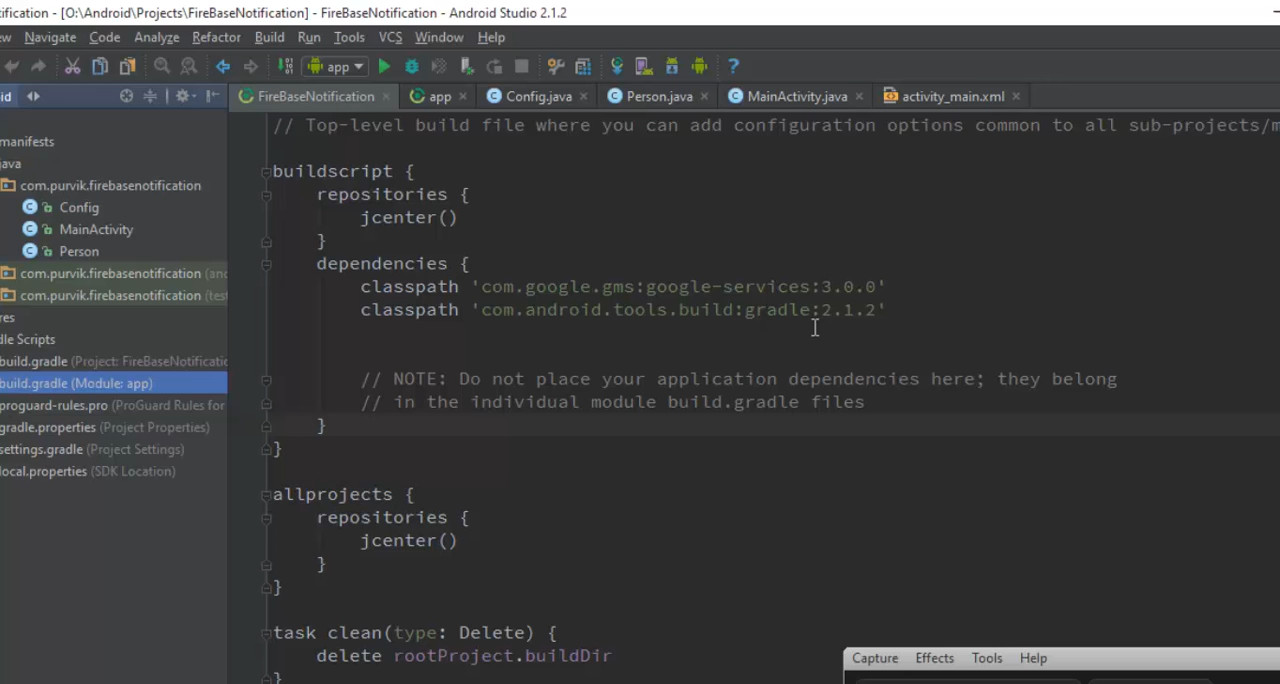 ification - [O:\Android\Projects\FireBaseNotification] - FireBaseNotification - Android Studio 2.1.2
ew Navigate Code Analyze Refactor Build Run Tools VCS Window Help
app
id FireBaseNotification app Config.java Person.java MainActivity.java activity_main.xml
manifests
java
com.purvik.firebasenotification
Config
MainActivity
Person
com.purvik.firebasenotification (and
com.purvik.firebasenotification (test
res
dle Scripts
build.gradle (Project: FireBaseNotificatio
build.gradle (Module: app)
proguard-rules.pro (ProGuard Rules for
gradle.properties (Project Properties)
settings.gradle (Project Settings)
local.properties (SDK Location)
// Top-level build file where you can add configuration options common to all sub-projects/m
buildscript {
repositories {
jcenter()
}
dependencies {
classpath 'com.google.gms:google-services:3.0.0'
classpath 'com.android.tools.build:gradle:2.1.2'
// NOTE: Do not place your application dependencies here; they belong
// in the individual module build.gradle files
}
}
allprojects {
repositories {
jcenter()
}
}
task clean(type: Delete) {
delete rootProject.buildDir
}
Capture Effects Tools Help